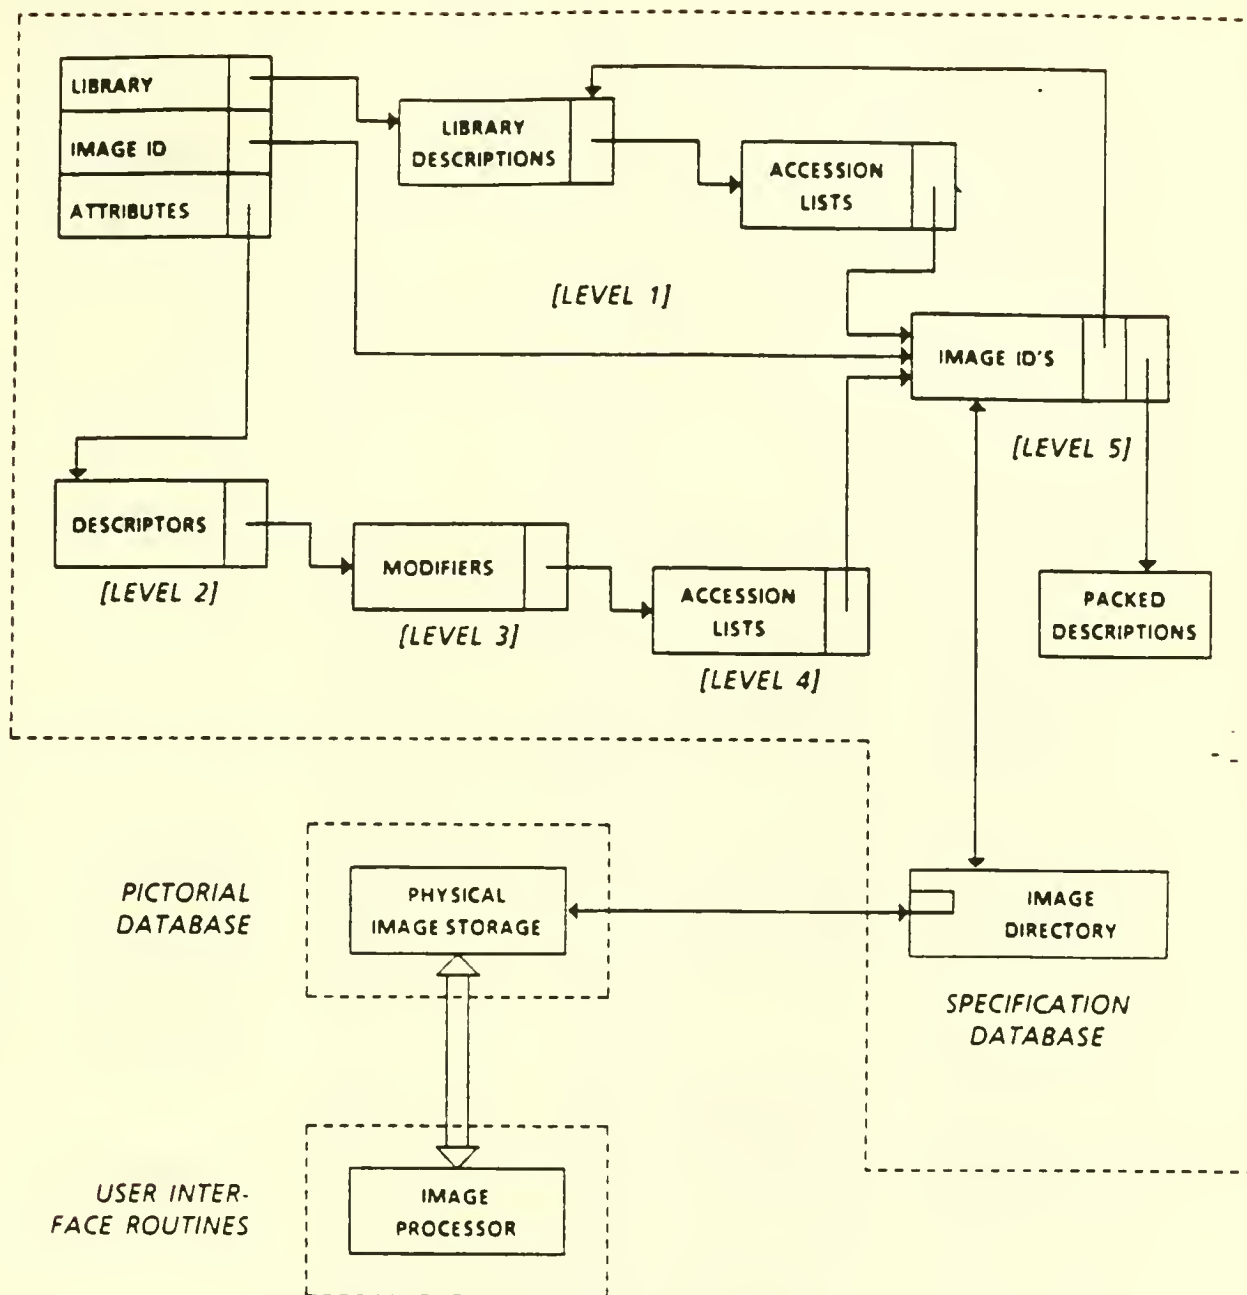 LIBRARY
IMAGE ID
ATTRIBUTES
LIBRARY
DESCRIPTIONS
ACCESSION
LISTS
[LEVEL 1]
IMAGE ID'S
[LEVEL 5]
DESCRIPTORS
[LEVEL 2]
MODIFIERS
[LEVEL 3]
ACCESSION
LISTS
[LEVEL 4]
PACKED
DESCRIPTIONS
PICTORIAL
DATABASE
PHYSICAL
IMAGE STORAGE
IMAGE
DIRECTORY
SPECIFICATION
DATABASE
USER INTER-
FACE ROUTINES
IMAGE
PROCESSOR